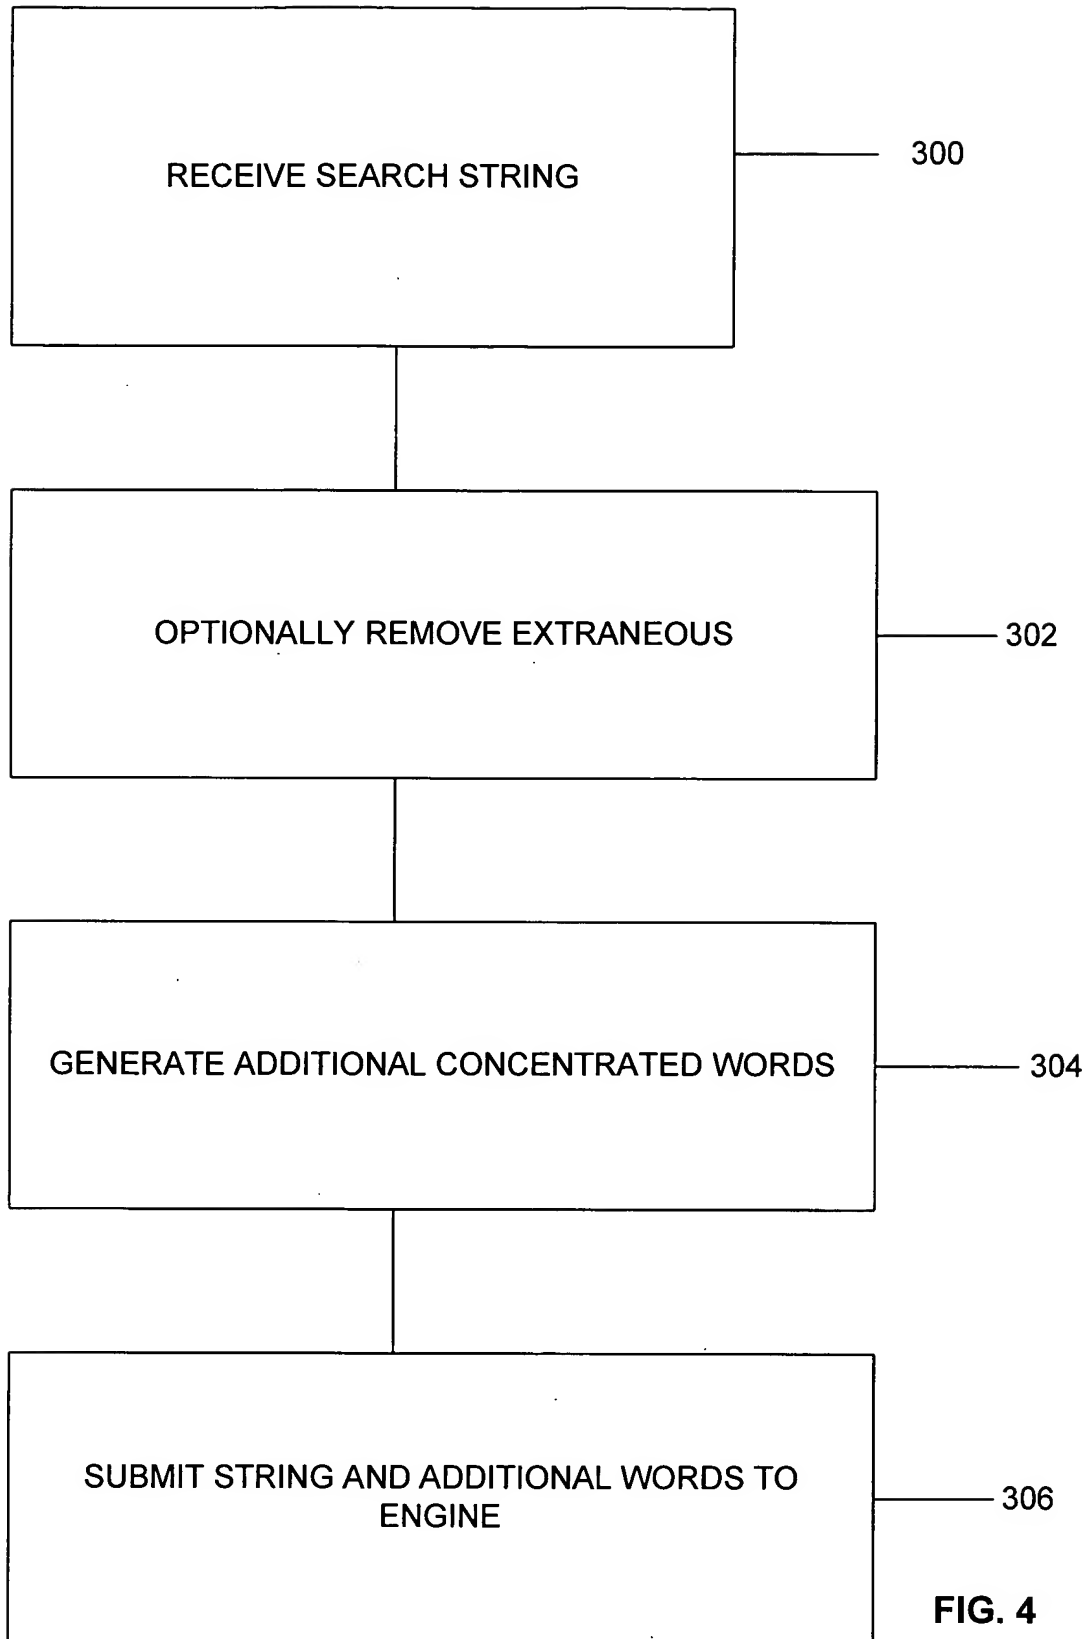 RECEIVE SEARCH STRING
300
OPTIONALLY REMOVE EXTRANEOUS
302
GENERATE ADDITIONAL CONCENTRATED WORDS
304
SUBMIT STRING AND ADDITIONAL WORDS TO
ENGINE
306
FIG. 4